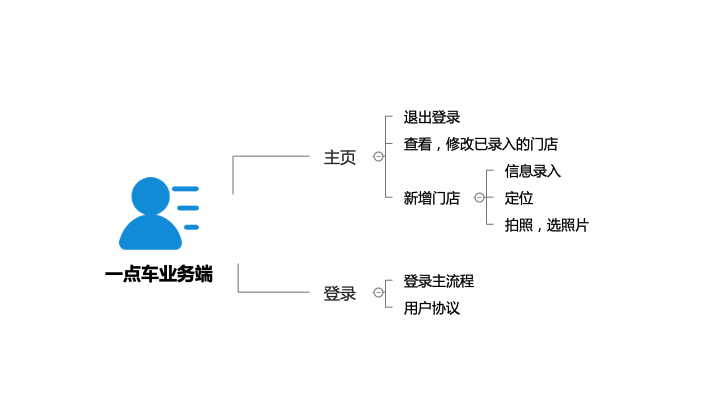 一点车业务端
主页
退出登录
查看，修改已录入的门店
新增门店
信息录入
定位
拍照，选照片
登录
登录主流程
用户协议